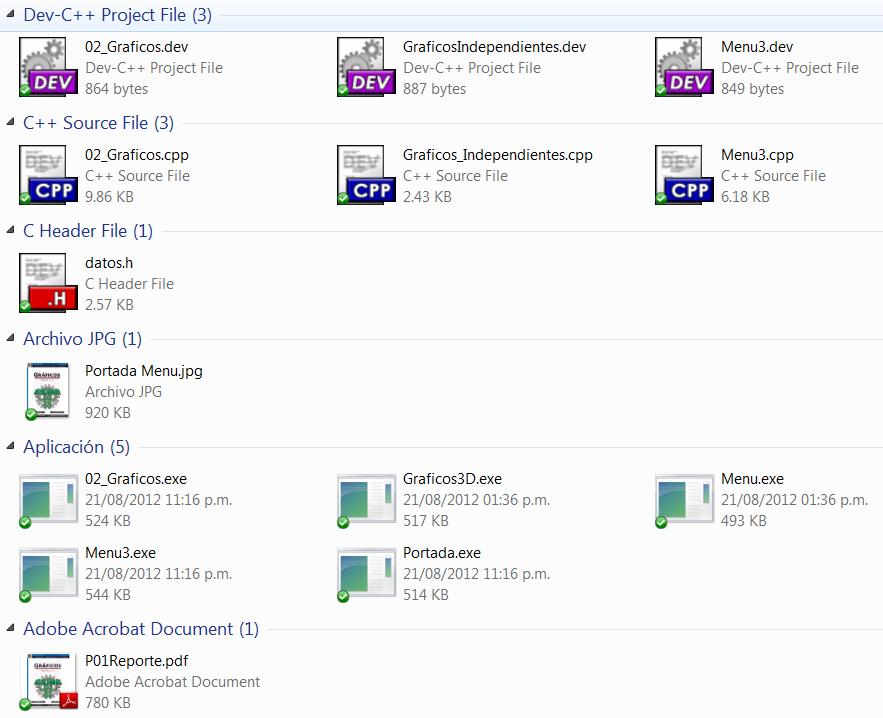 Dev-C++ Project File (3)
02_Graficos.dev
Dev-C++ Project File
864 bytes
GraficosIndependientes.dev
Dev-C++ Project File
887 bytes
Menu3.dev
Dev-C++ Project File
849 bytes
DEV
DEV
DEV
C++ Source File (3)
02_Graficos.cpp
C++ Source File
9.86 KB
Graficos_Independientes.cpp
C++ Source File
2.43 KB
Menu3.cpp
C++ Source File
6.18 KB
DEV
CPP
DEV
CPP
DEV
CPP
C Header File (1)
datos.h
C Header File
2.57 KB
DEV
.H
Archivo JPG (1)
Portada Menu.jpg
Archivo JPG
920 KB
GRÁFICOS
Aplicación (5)
02_Graficos.exe
21/08/2012 11:16 p.m.
524 KB
Graficos3D.exe
21/08/2012 01:36 p.m.
517 KB
Menu.exe
21/08/2012 01:36 p.m.
493 KB
Menu3.exe
21/08/2012 11:16 p.m.
544 KB
Portada.exe
21/08/2012 11:16 p.m.
514 KB
Adobe Acrobat Document (1)
P01Reporte.pdf
Adobe Acrobat Document
780 KB
GRÁFICOS